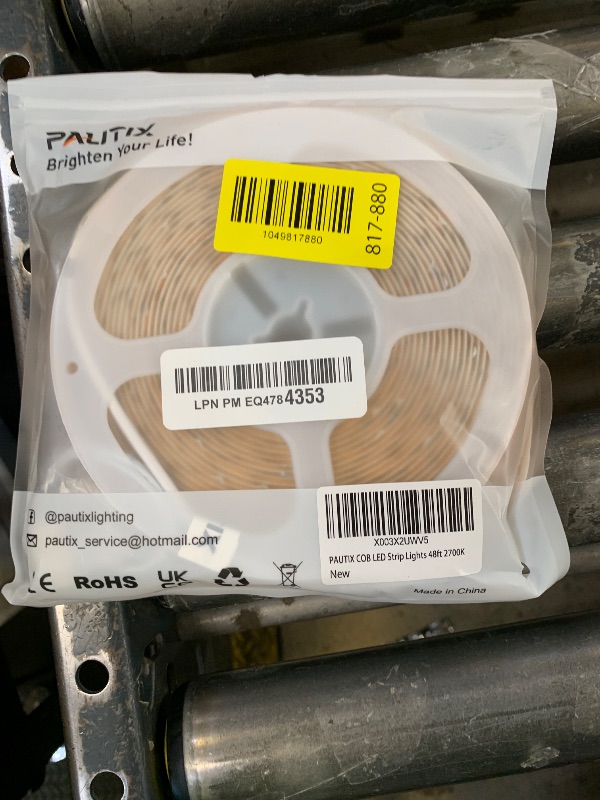 PAUTIX
Brighten Your Life!
1049817880
817-880
LPN PM EQ4784353
@pautixlighting
pautix_service@hotmail.com
X003X2UWV5
PAUTIX COB LED Strip Lights 48ft 2700K
New
CE RoHS UK CA
Made in China